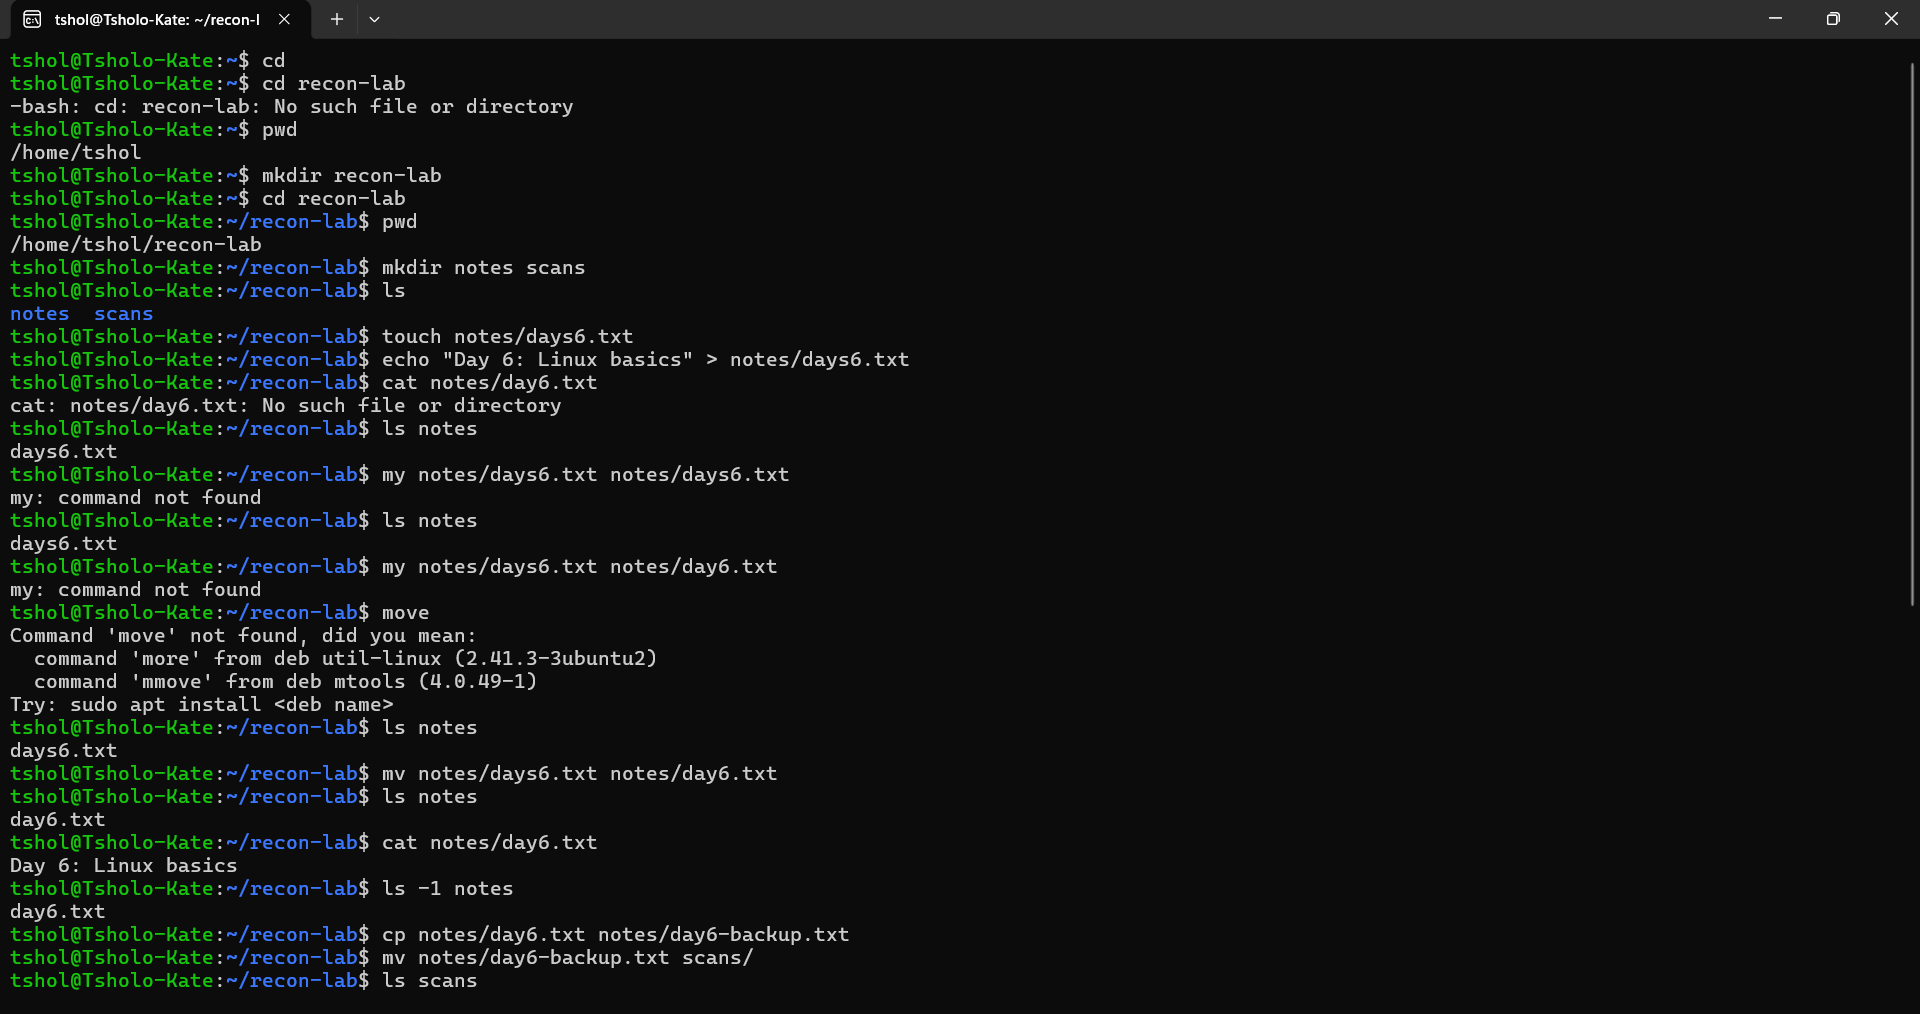 tshol@Tsholo-Kate: ~/recon-l
tshol@Tsholo-Kate:~$ cd
tshol@Tsholo-Kate:~$ cd recon-lab
-bash: cd: recon-lab: No such file or directory
tshol@Tsholo-Kate:~$ pwd
/home/tshol
tshol@Tsholo-Kate:~$ mkdir recon-lab
tshol@Tsholo-Kate:~$ cd recon-lab
tshol@Tsholo-Kate:~/recon-lab$ pwd
/home/tshol/recon-lab
tshol@Tsholo-Kate:~/recon-lab$ mkdir notes scans
tshol@Tsholo-Kate:~/recon-lab$ ls
notes  scans
tshol@Tsholo-Kate:~/recon-lab$ touch notes/days6.txt
tshol@Tsholo-Kate:~/recon-lab$ echo "Day 6: Linux basics" > notes/days6.txt
tshol@Tsholo-Kate:~/recon-lab$ cat notes/day6.txt
cat: notes/day6.txt: No such file or directory
tshol@Tsholo-Kate:~/recon-lab$ ls notes
days6.txt
tshol@Tsholo-Kate:~/recon-lab$ my notes/days6.txt notes/days6.txt
my: command not found
tshol@Tsholo-Kate:~/recon-lab$ ls notes
days6.txt
tshol@Tsholo-Kate:~/recon-lab$ my notes/days6.txt notes/day6.txt
my: command not found
tshol@Tsholo-Kate:~/recon-lab$ move
Command 'move' not found, did you mean:
  command 'more' from deb util-linux (2.41.3-3ubuntu2)
  command 'mmove' from deb mtools (4.0.49-1)
Try: sudo apt install <deb name>
tshol@Tsholo-Kate:~/recon-lab$ ls notes
days6.txt
tshol@Tsholo-Kate:~/recon-lab$ mv notes/days6.txt notes/day6.txt
tshol@Tsholo-Kate:~/recon-lab$ ls notes
day6.txt
tshol@Tsholo-Kate:~/recon-lab$ cat notes/day6.txt
Day 6: Linux basics
tshol@Tsholo-Kate:~/recon-lab$ ls -1 notes
day6.txt
tshol@Tsholo-Kate:~/recon-lab$ cp notes/day6.txt notes/day6-backup.txt
tshol@Tsholo-Kate:~/recon-lab$ mv notes/day6-backup.txt scans/
tshol@Tsholo-Kate:~/recon-lab$ ls scans